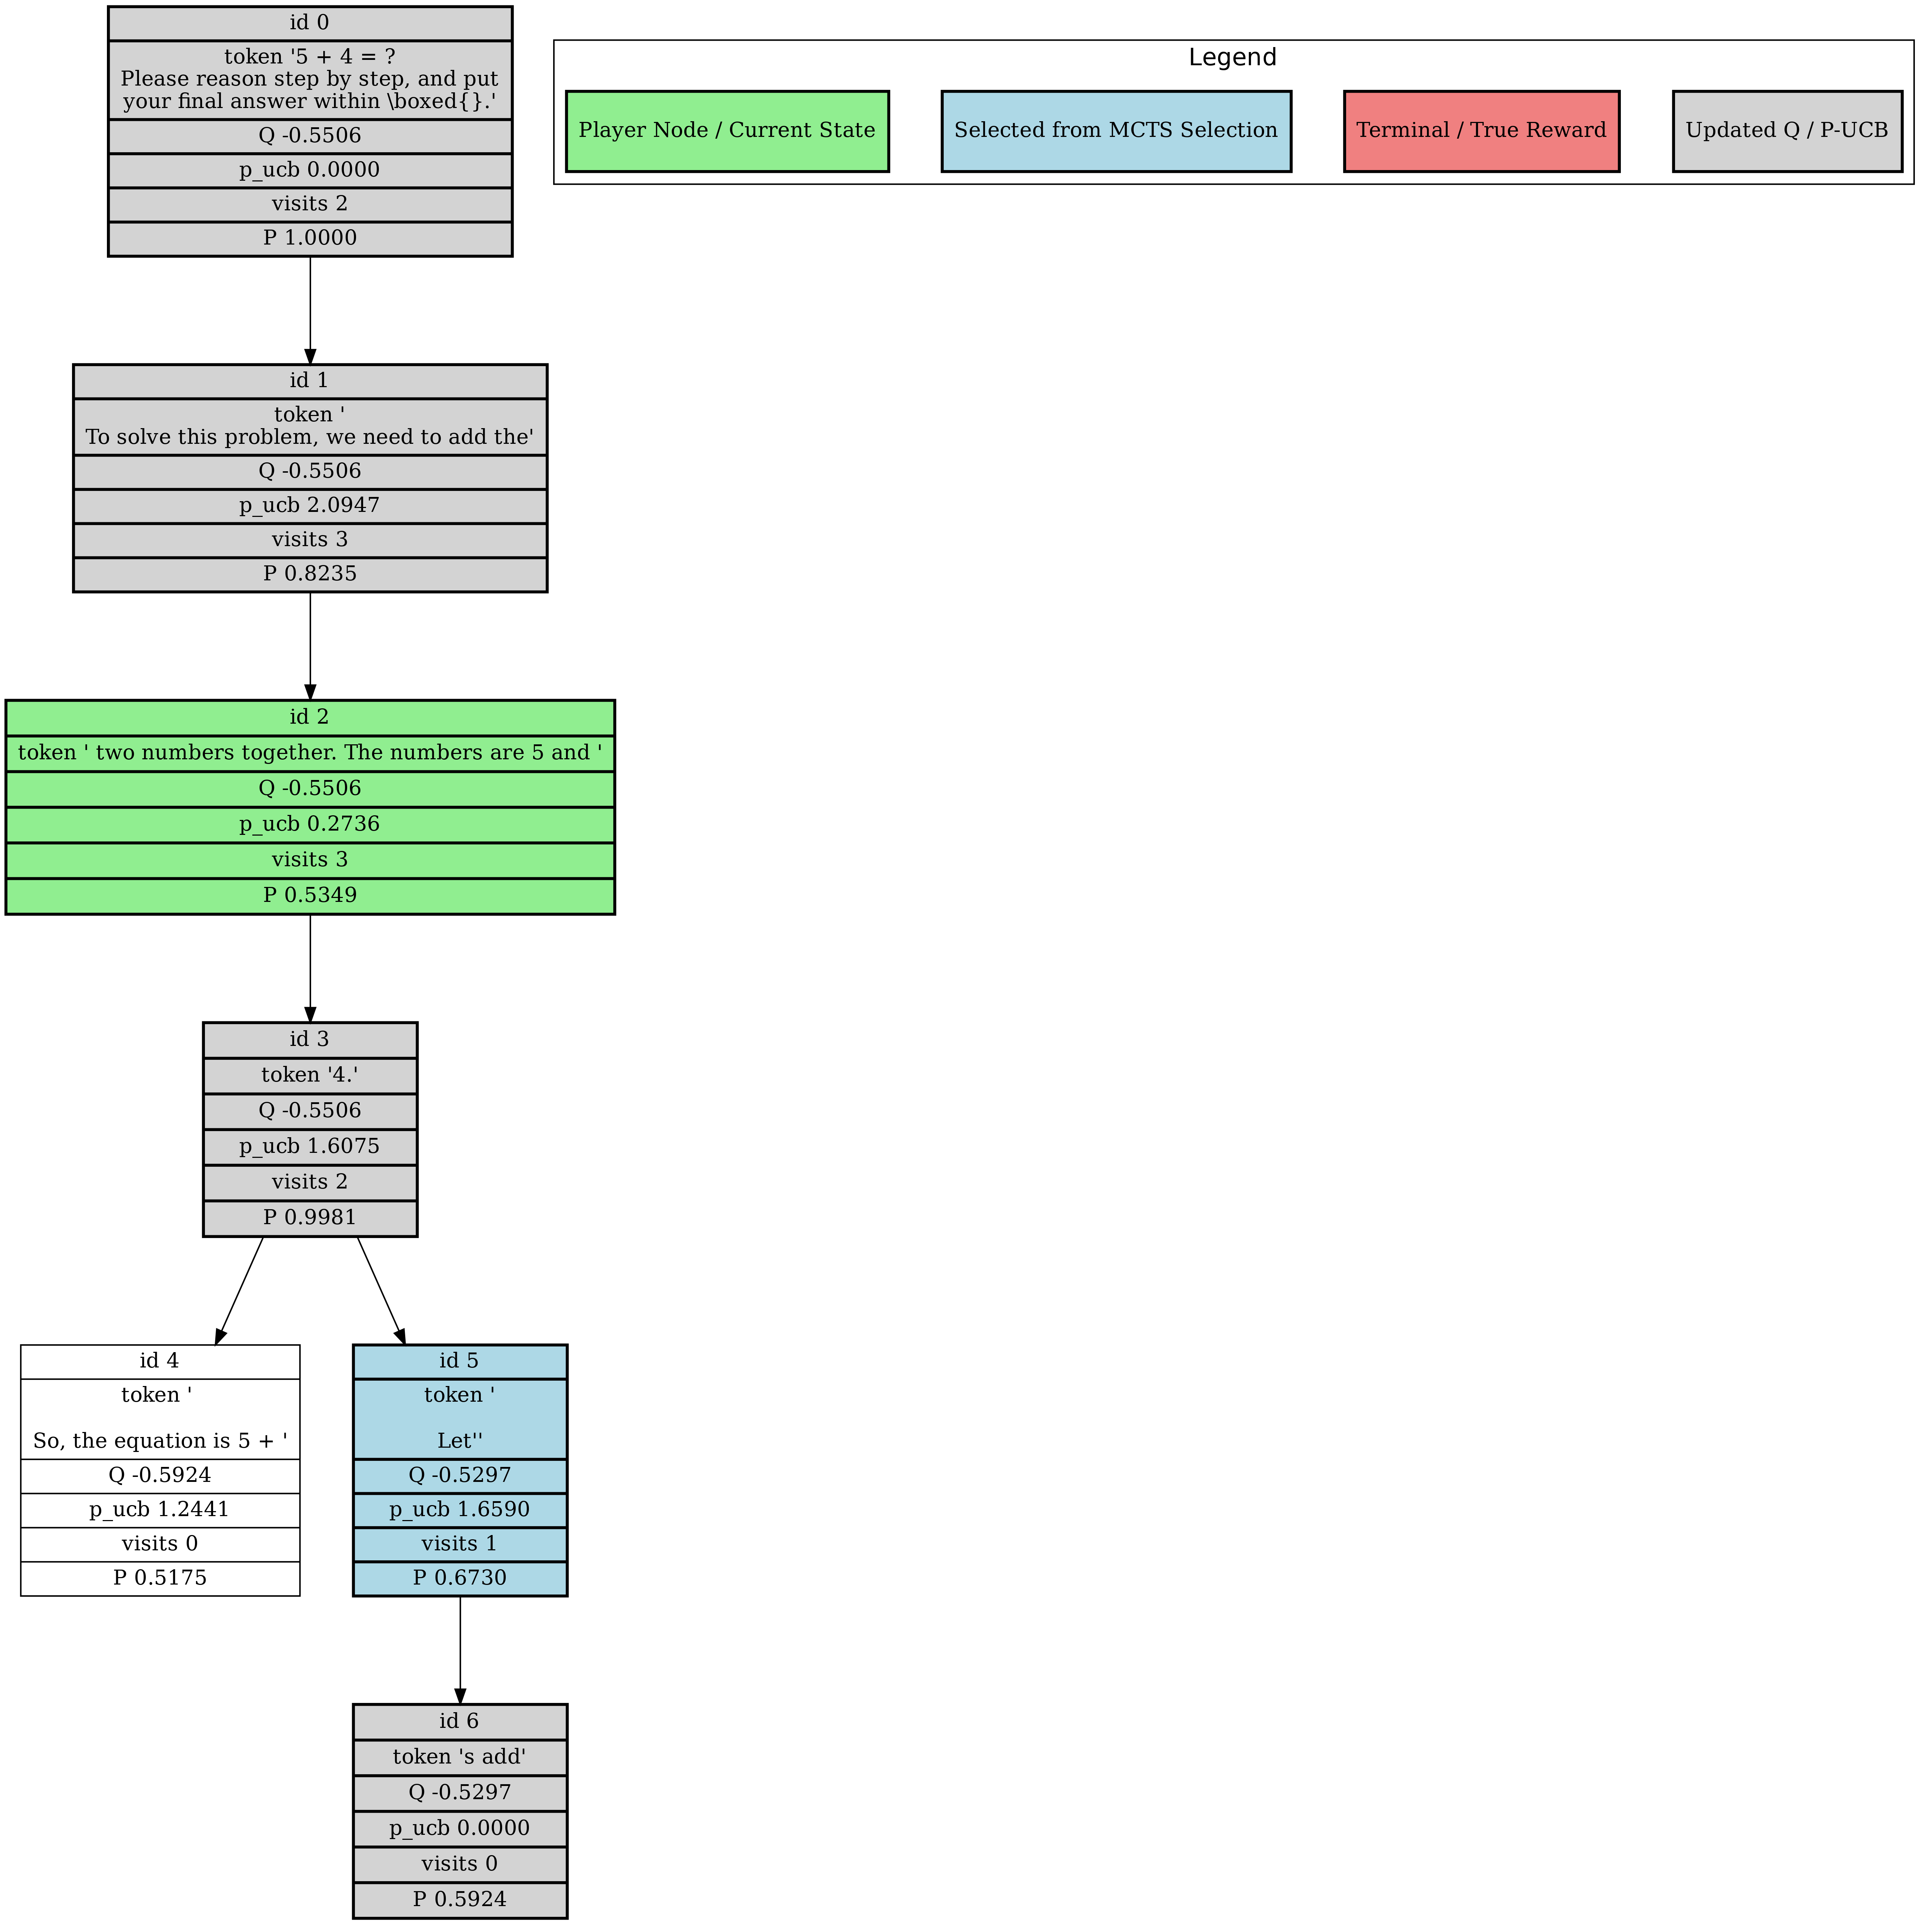 id 0
token '5 + 4 = ?
Please reason step by step, and put
your final answer within \boxed{}.'
Q -0.5506
p_ucb 0.0000
visits 2
P 1.0000
Legend
Player Node / Current State
Selected from MCTS Selection
Terminal / True Reward
Updated Q / P-UCB
id 1
token '
To solve this problem, we need to add the'
Q -0.5506
p_ucb 2.0947
visits 3
P 0.8235
id 2
token ' two numbers together. The numbers are 5 and '
Q -0.5506
p_ucb 0.2736
visits 3
P 0.5349
id 3
token '4.'
Q -0.5506
p_ucb 1.6075
visits 2
P 0.9981
id 4
token '
So, the equation is 5 + '
Q -0.5924
p_ucb 1.2441
visits 0
P 0.5175
id 5
token '
Let''
Q -0.5297
p_ucb 1.6590
visits 1
P 0.6730
id 6
token 's add'
Q -0.5297
p_ucb 0.0000
visits 0
P 0.5924